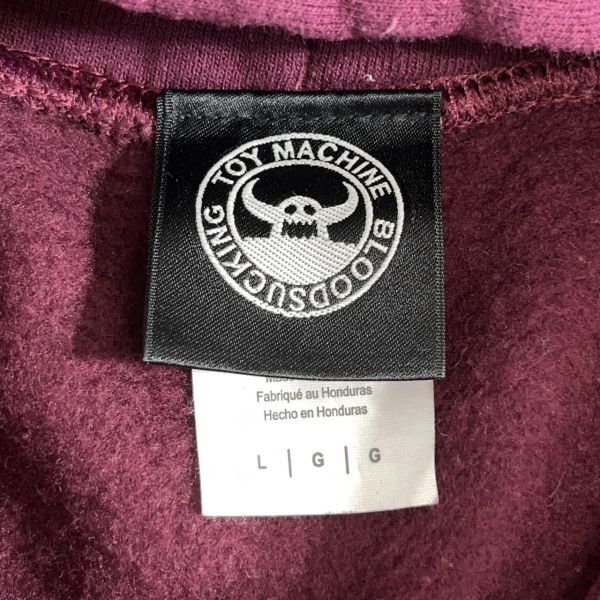 TOY MACHINE
BLOODSUCKING
Fabriqué au Honduras
Hecho en Honduras
L | G | G